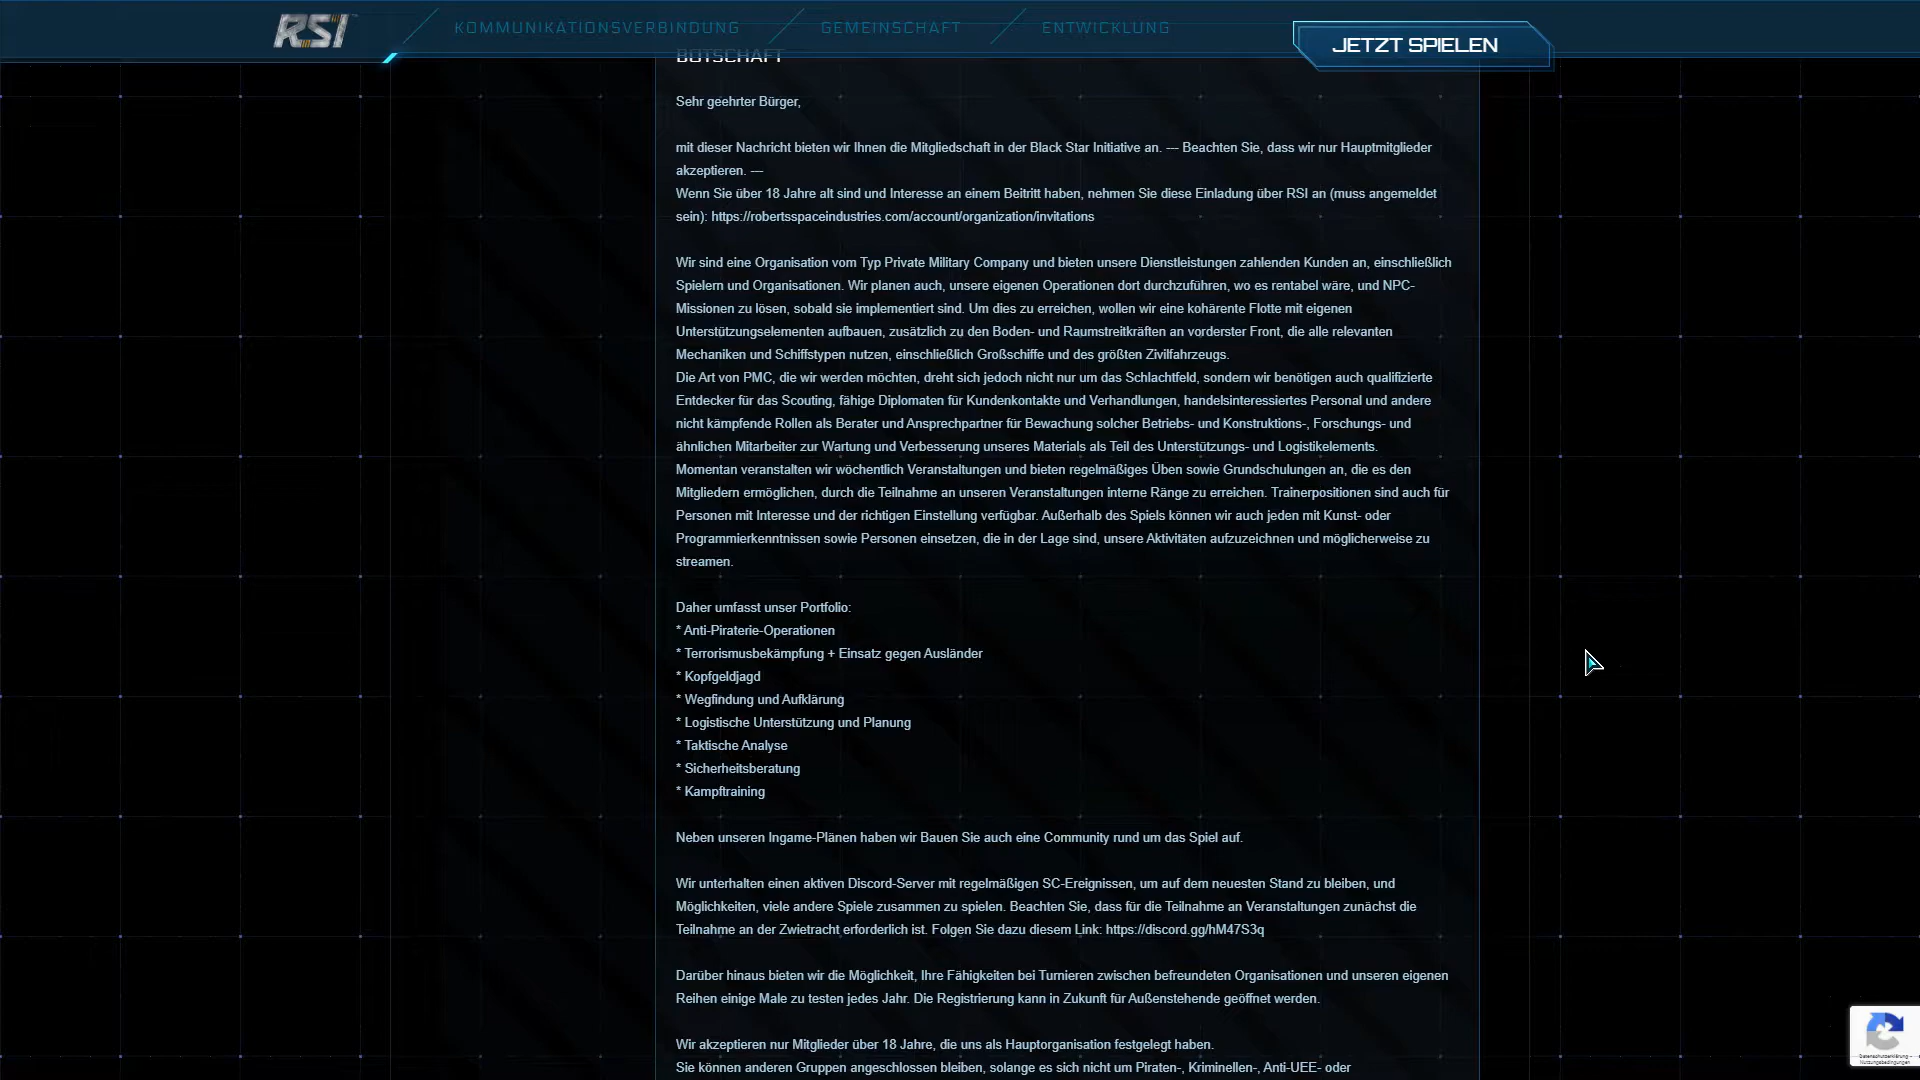 RSI
KOMMUNIKATIONSVERBINDUNG
GEMEINSCHAFT
ENTWICKLUNG
JETZT SPIELEN
BOTSCHAFT
Sehr geehrter Bürger,
mit dieser Nachricht bieten wir Ihnen die Mitgliedschaft in der Black Star Initiative an. --- Beachten Sie, dass wir nur Hauptmitglieder
akzeptieren. ---
Wenn Sie über 18 Jahre alt sind und Interesse an einem Beitritt haben, nehmen Sie diese Einladung über RSI an (muss angemeldet
sein): https://robertsspaceindustries.com/account/organization/invitations
Wir sind eine Organisation vom Typ Private Military Company und bieten unsere Dienstleistungen zahlenden Kunden an, einschließlich
Spielern und Organisationen. Wir planen auch, unsere eigenen Operationen dort durchzuführen, wo es rentabel wäre, und NPC-
Missionen zu lösen, sobald sie implementiert sind. Um dies zu erreichen, wollen wir eine kohärente Flotte mit eigenen
Unterstützungselementen aufbauen, zusätzlich zu den Boden- und Raumstreitkräften an vorderster Front, die alle relevanten
Mechaniken und Schiffstypen nutzen, einschließlich Großschiffe und des größten Zivilfahrzeugs.
Die Art von PMC, die wir werden möchten, dreht sich jedoch nicht nur um das Schlachtfeld, sondern wir benötigen auch qualifizierte
Entdecker für das Scouting, fähige Diplomaten für Kundenkontakte und Verhandlungen, handelsinteressiertes Personal und andere
nicht kämpfende Rollen als Berater und Ansprechpartner für Bewachung solcher Betriebs- und Konstruktions-, Forschungs- und
ähnlichen Mitarbeiter zur Wartung und Verbesserung unseres Materials als Teil des Unterstützungs- und Logistikelements.
Momentan veranstalten wir wöchentlich Veranstaltungen und bieten regelmäßiges Üben sowie Grundschulungen an, die es den
Mitgliedern ermöglichen, durch die Teilnahme an unseren Veranstaltungen interne Ränge zu erreichen. Trainerpositionen sind auch für
Personen mit Interesse und der richtigen Einstellung verfügbar. Außerhalb des Spiels können wir auch jeden mit Kunst- oder
Programmierkenntnissen sowie Personen einsetzen, die in der Lage sind, unsere Aktivitäten aufzuzeichnen und möglicherweise zu
streamen.
Daher umfasst unser Portfolio:
* Anti-Piraterie-Operationen
* Terrorismusbekämpfung + Einsatz gegen Ausländer
* Kopfgeldjagd
* Wegfindung und Aufklärung
* Logistische Unterstützung und Planung
* Taktische Analyse
* Sicherheitsberatung
* Kampftraining
Neben unseren Ingame-Plänen haben wir Bauen Sie auch eine Community rund um das Spiel auf.
Wir unterhalten einen aktiven Discord-Server mit regelmäßigen SC-Ereignissen, um auf dem neuesten Stand zu bleiben, und
Möglichkeiten, viele andere Spiele zusammen zu spielen. Beachten Sie, dass für die Teilnahme an Veranstaltungen zunächst die
Teilnahme an der Zwietracht erforderlich ist. Folgen Sie dazu diesem Link: https://discord.gg/hM47S3q
Darüber hinaus bieten wir die Möglichkeit, Ihre Fähigkeiten bei Turnieren zwischen befreundeten Organisationen und unseren eigenen
Reihen einige Male zu testen jedes Jahr. Die Registrierung kann in Zukunft für Außenstehende geöffnet werden.
Wir akzeptieren nur Mitglieder über 18 Jahre, die uns als Hauptorganisation festgelegt haben.
Sie können anderen Gruppen angeschlossen bleiben, solange es sich nicht um Piraten-, Kriminellen-, Anti-UEE- oder
Datenschutzerklärung -
Nutzungsbedingungen